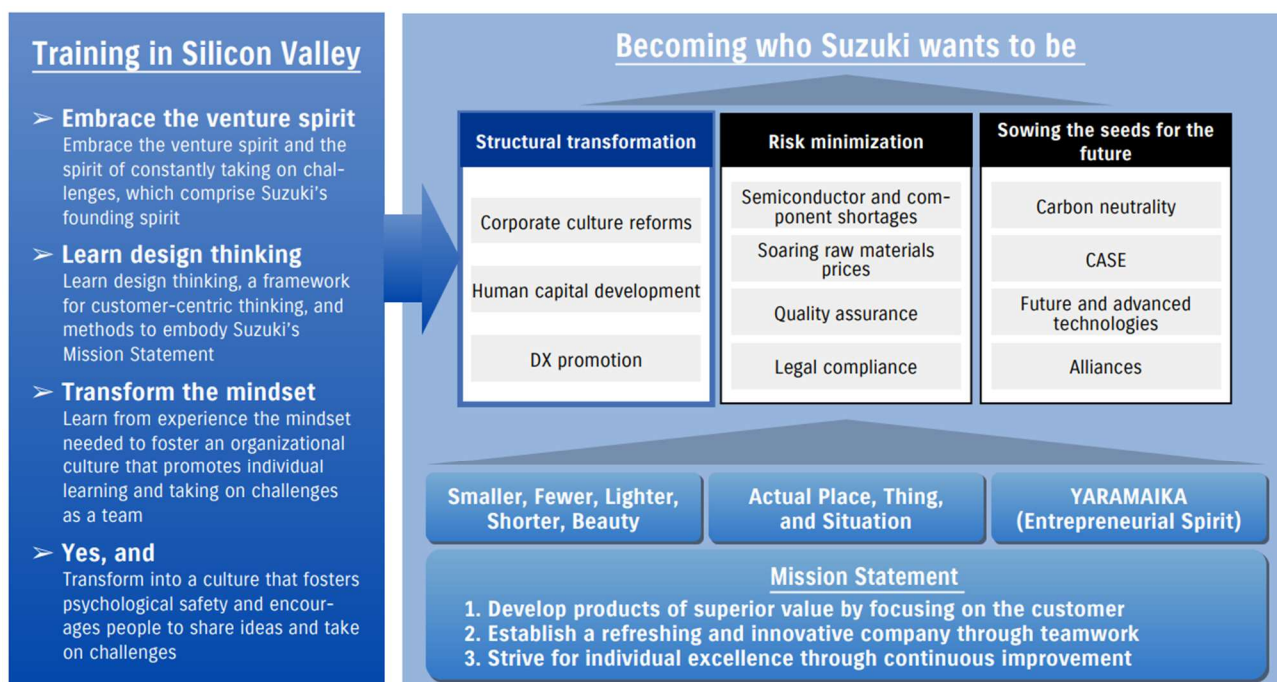 Training in Silicon Valley
➢ Embrace the venture spirit
Embrace the venture spirit and the
spirit of constantly taking on chal-
lenges, which comprise Suzuki's
founding spirit
➢ Learn design thinking
Learn design thinking, a framework
for customer-centric thinking, and
methods to embody Suzuki's
Mission Statement
➢ Transform the mindset
Learn from experience the mindset
needed to foster an organizational
culture that promotes individual
learning and taking on challenges
as a team
➢ Yes, and
Transform into a culture that fosters
psychological safety and encour-
ages people to share ideas and take
on challenges
Becoming who Suzuki wants to be
Structural transformation
Corporate culture reforms
Human capital development
DX promotion
Risk minimization
Semiconductor and com-
ponent shortages
Soaring raw materials
prices
Quality assurance
Legal compliance
Sowing the seeds for the
future
Carbon neutrality
CASE
Future and advanced
technologies
Alliances
Smaller, Fewer, Lighter,
Shorter, Beauty
Actual Place, Thing,
and Situation
YARAMAIKA
(Entrepreneurial Spirit)
Mission Statement
1. Develop products of superior value by focusing on the customer
2. Establish a refreshing and innovative company through teamwork
3. Strive for individual excellence through continuous improvement